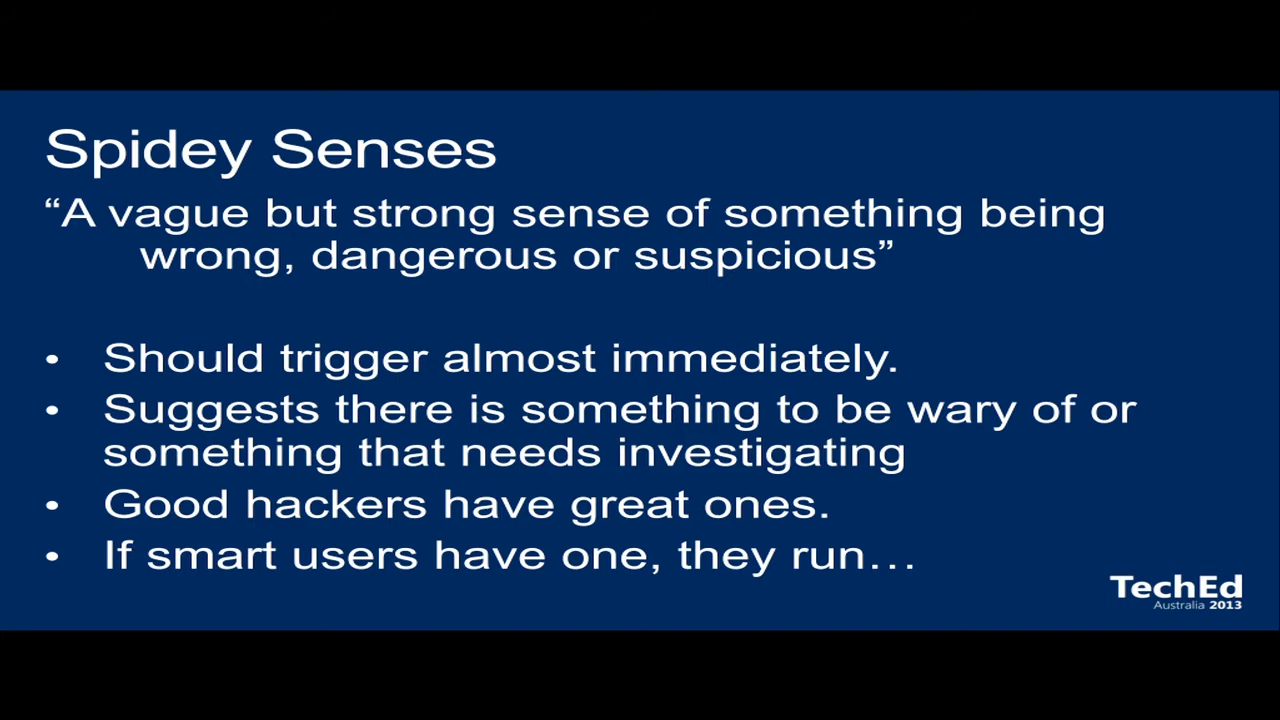 Spidey Senses
“A vague but strong sense of something being
wrong, dangerous or suspicious”
• Should trigger almost immediately.
• Suggests there is something to be wary of or
something that needs investigating
• Good hackers have great ones.
• If smart users have one, they run…
TechEd
Australia 2013